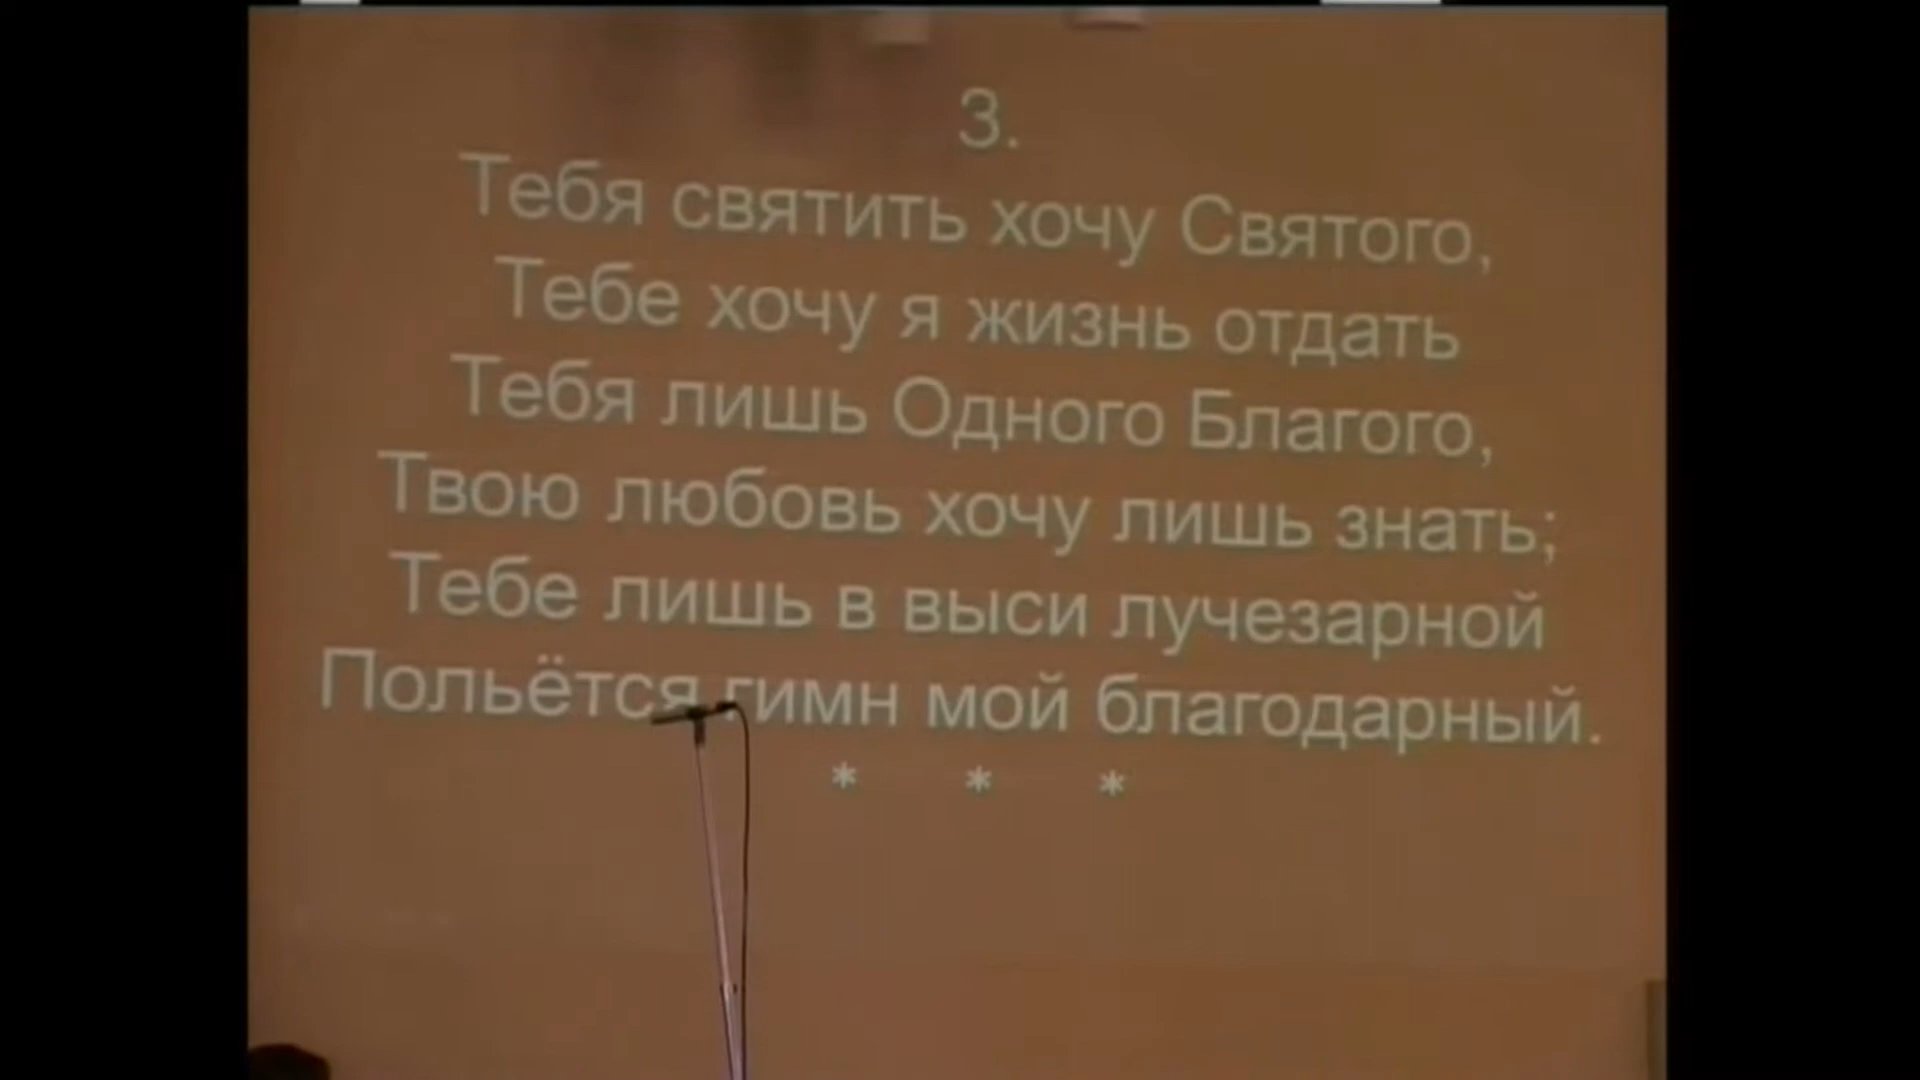 3.
Тебя святить хочу Святого,
Тебе хочу я жизнь отдать
Тебя лишь Одного Благого,
Твою любовь хочу лишь знать;
Тебе лишь в выси лучезарной
Польётся гимн мой благодарный.
* * *